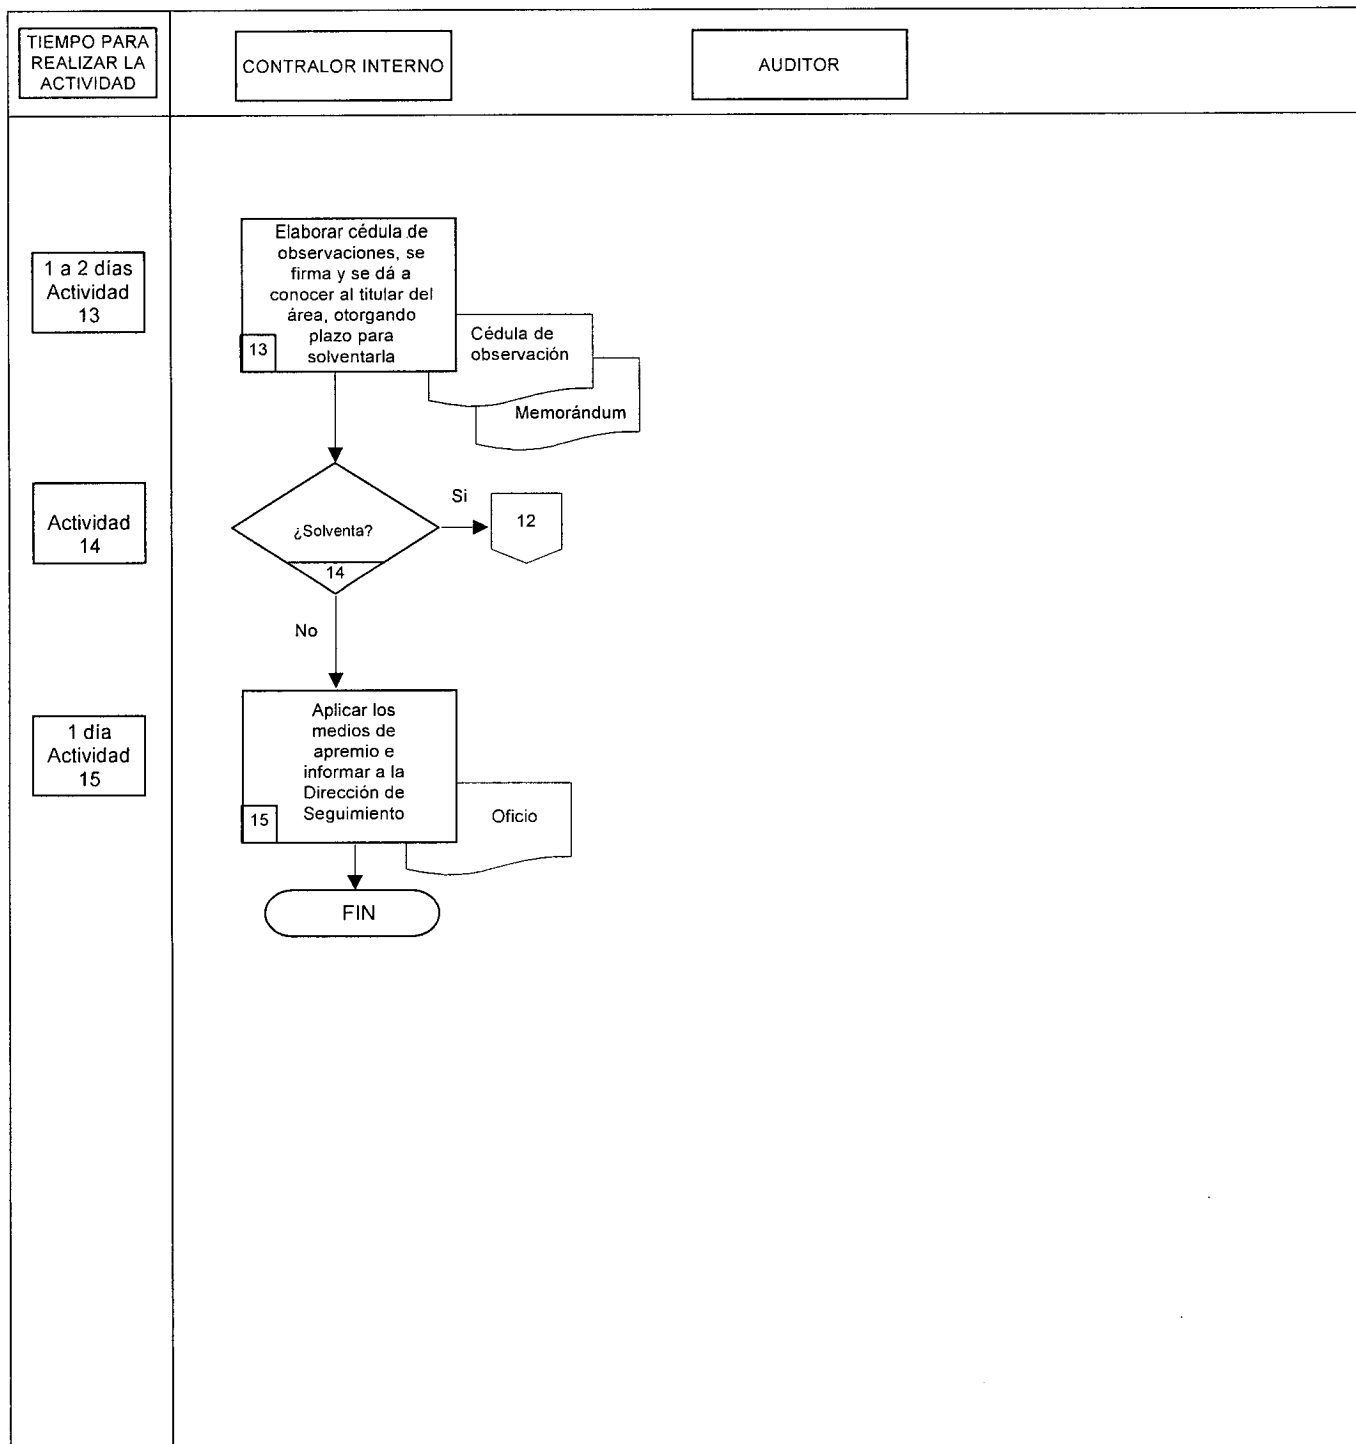 TIEMPO PARA
REALIZAR LA
ACTIVIDAD
CONTRALOR INTERNO
AUDITOR
1 a 2 días
Actividad
13
Elaborar cédula de
observaciones, se
firma y se dá a
conocer al titular del
área, otorgando
plazo para
solventarla
13
Cédula de
observación
Memorándum
Actividad
14
¿Solventa?
14
Si
12
No
1 día
Actividad
15
Aplicar los
medios de
apremio e
informar a la
Dirección de
Seguimiento
15
Oficio
FIN